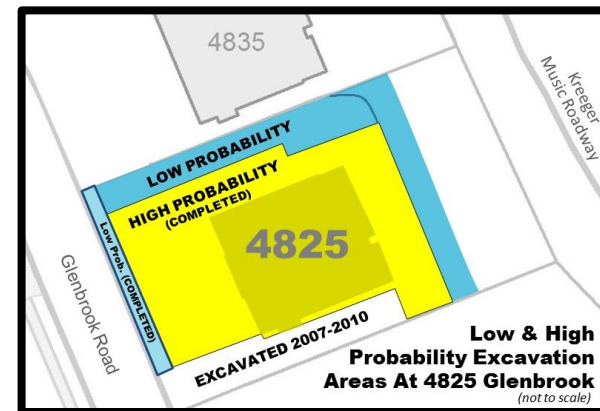 4835
Kreeger
Music Roadway
LOW PROBABILITY
HIGH PROBABILITY
(COMPLETED)
Low Prob. (COMPLETED)
4825
Glenbrook Road
EXCAVATED 2007-2010
Low & High
Probability Excavation
Areas At 4825 Glenbrook
(not to scale)